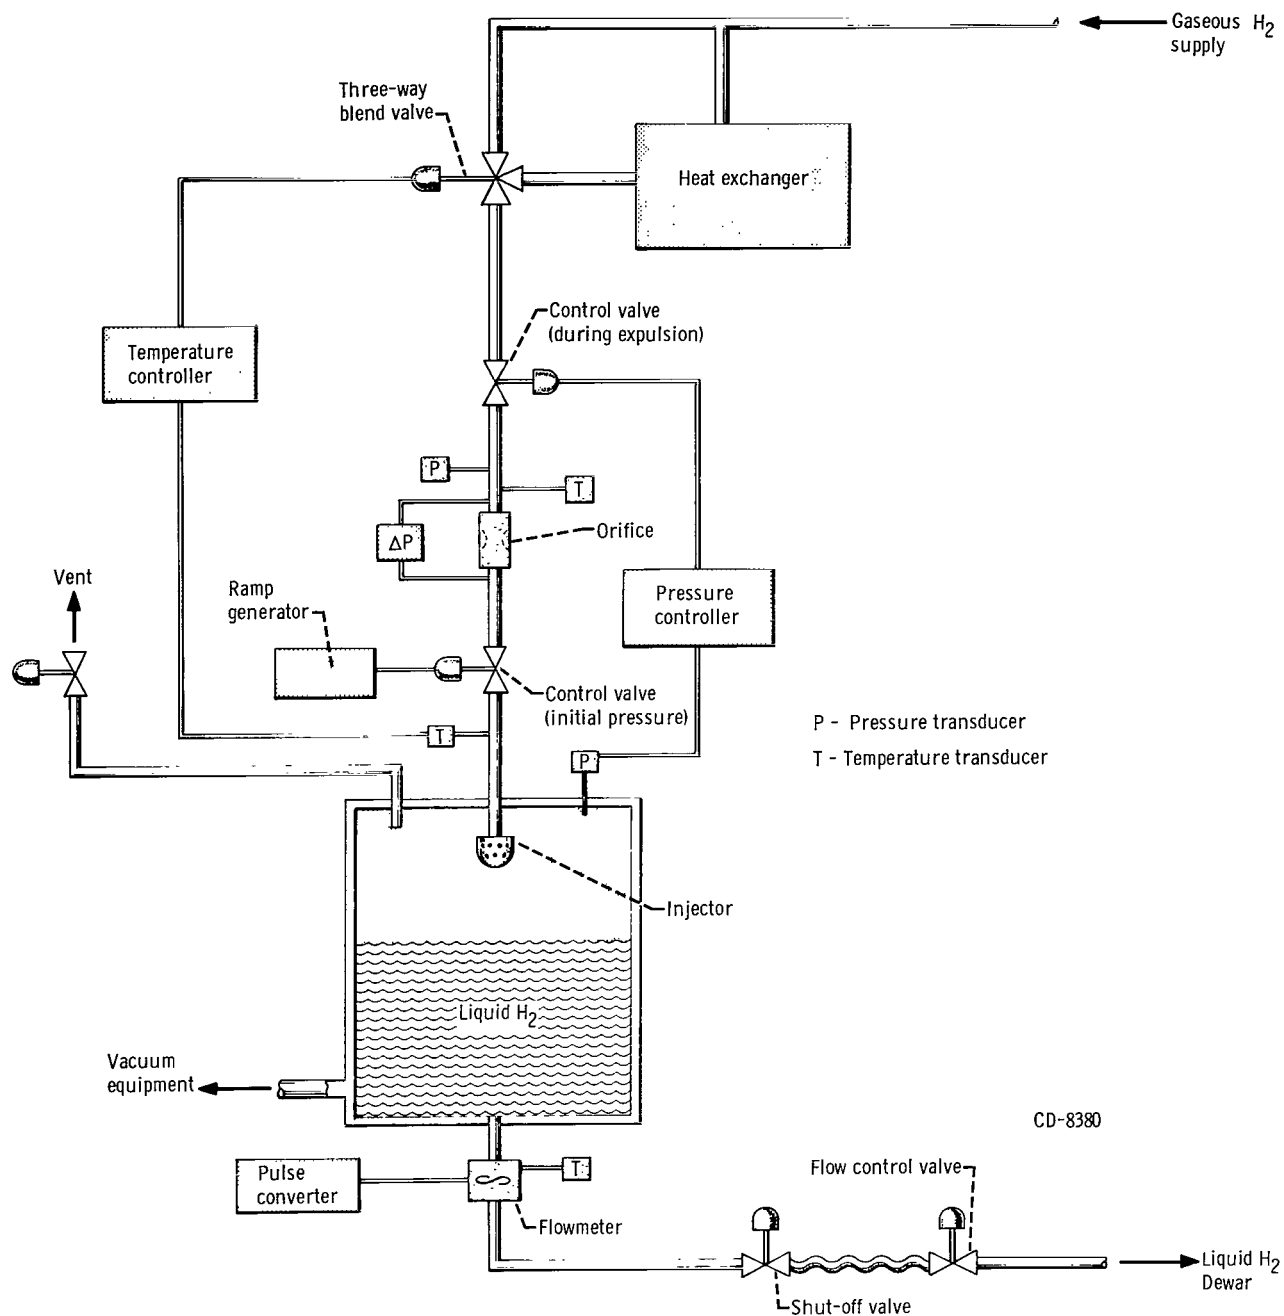 Gaseous H2
supply
Three-way
blend valve
Heat exchanger
Control valve
(during expulsion)
Temperature
controller
P
T
Orifice
ΔP
Vent
Ramp
generator
Pressure
controller
Control valve
(initial pressure)
T
P
P - Pressure transducer
T - Temperature transducer
Injector
Liquid H2
Vacuum
equipment
CD-8380
Pulse
converter
T
Flowmeter
Flow control valve
Liquid H2
Dewar
Shut-off valve